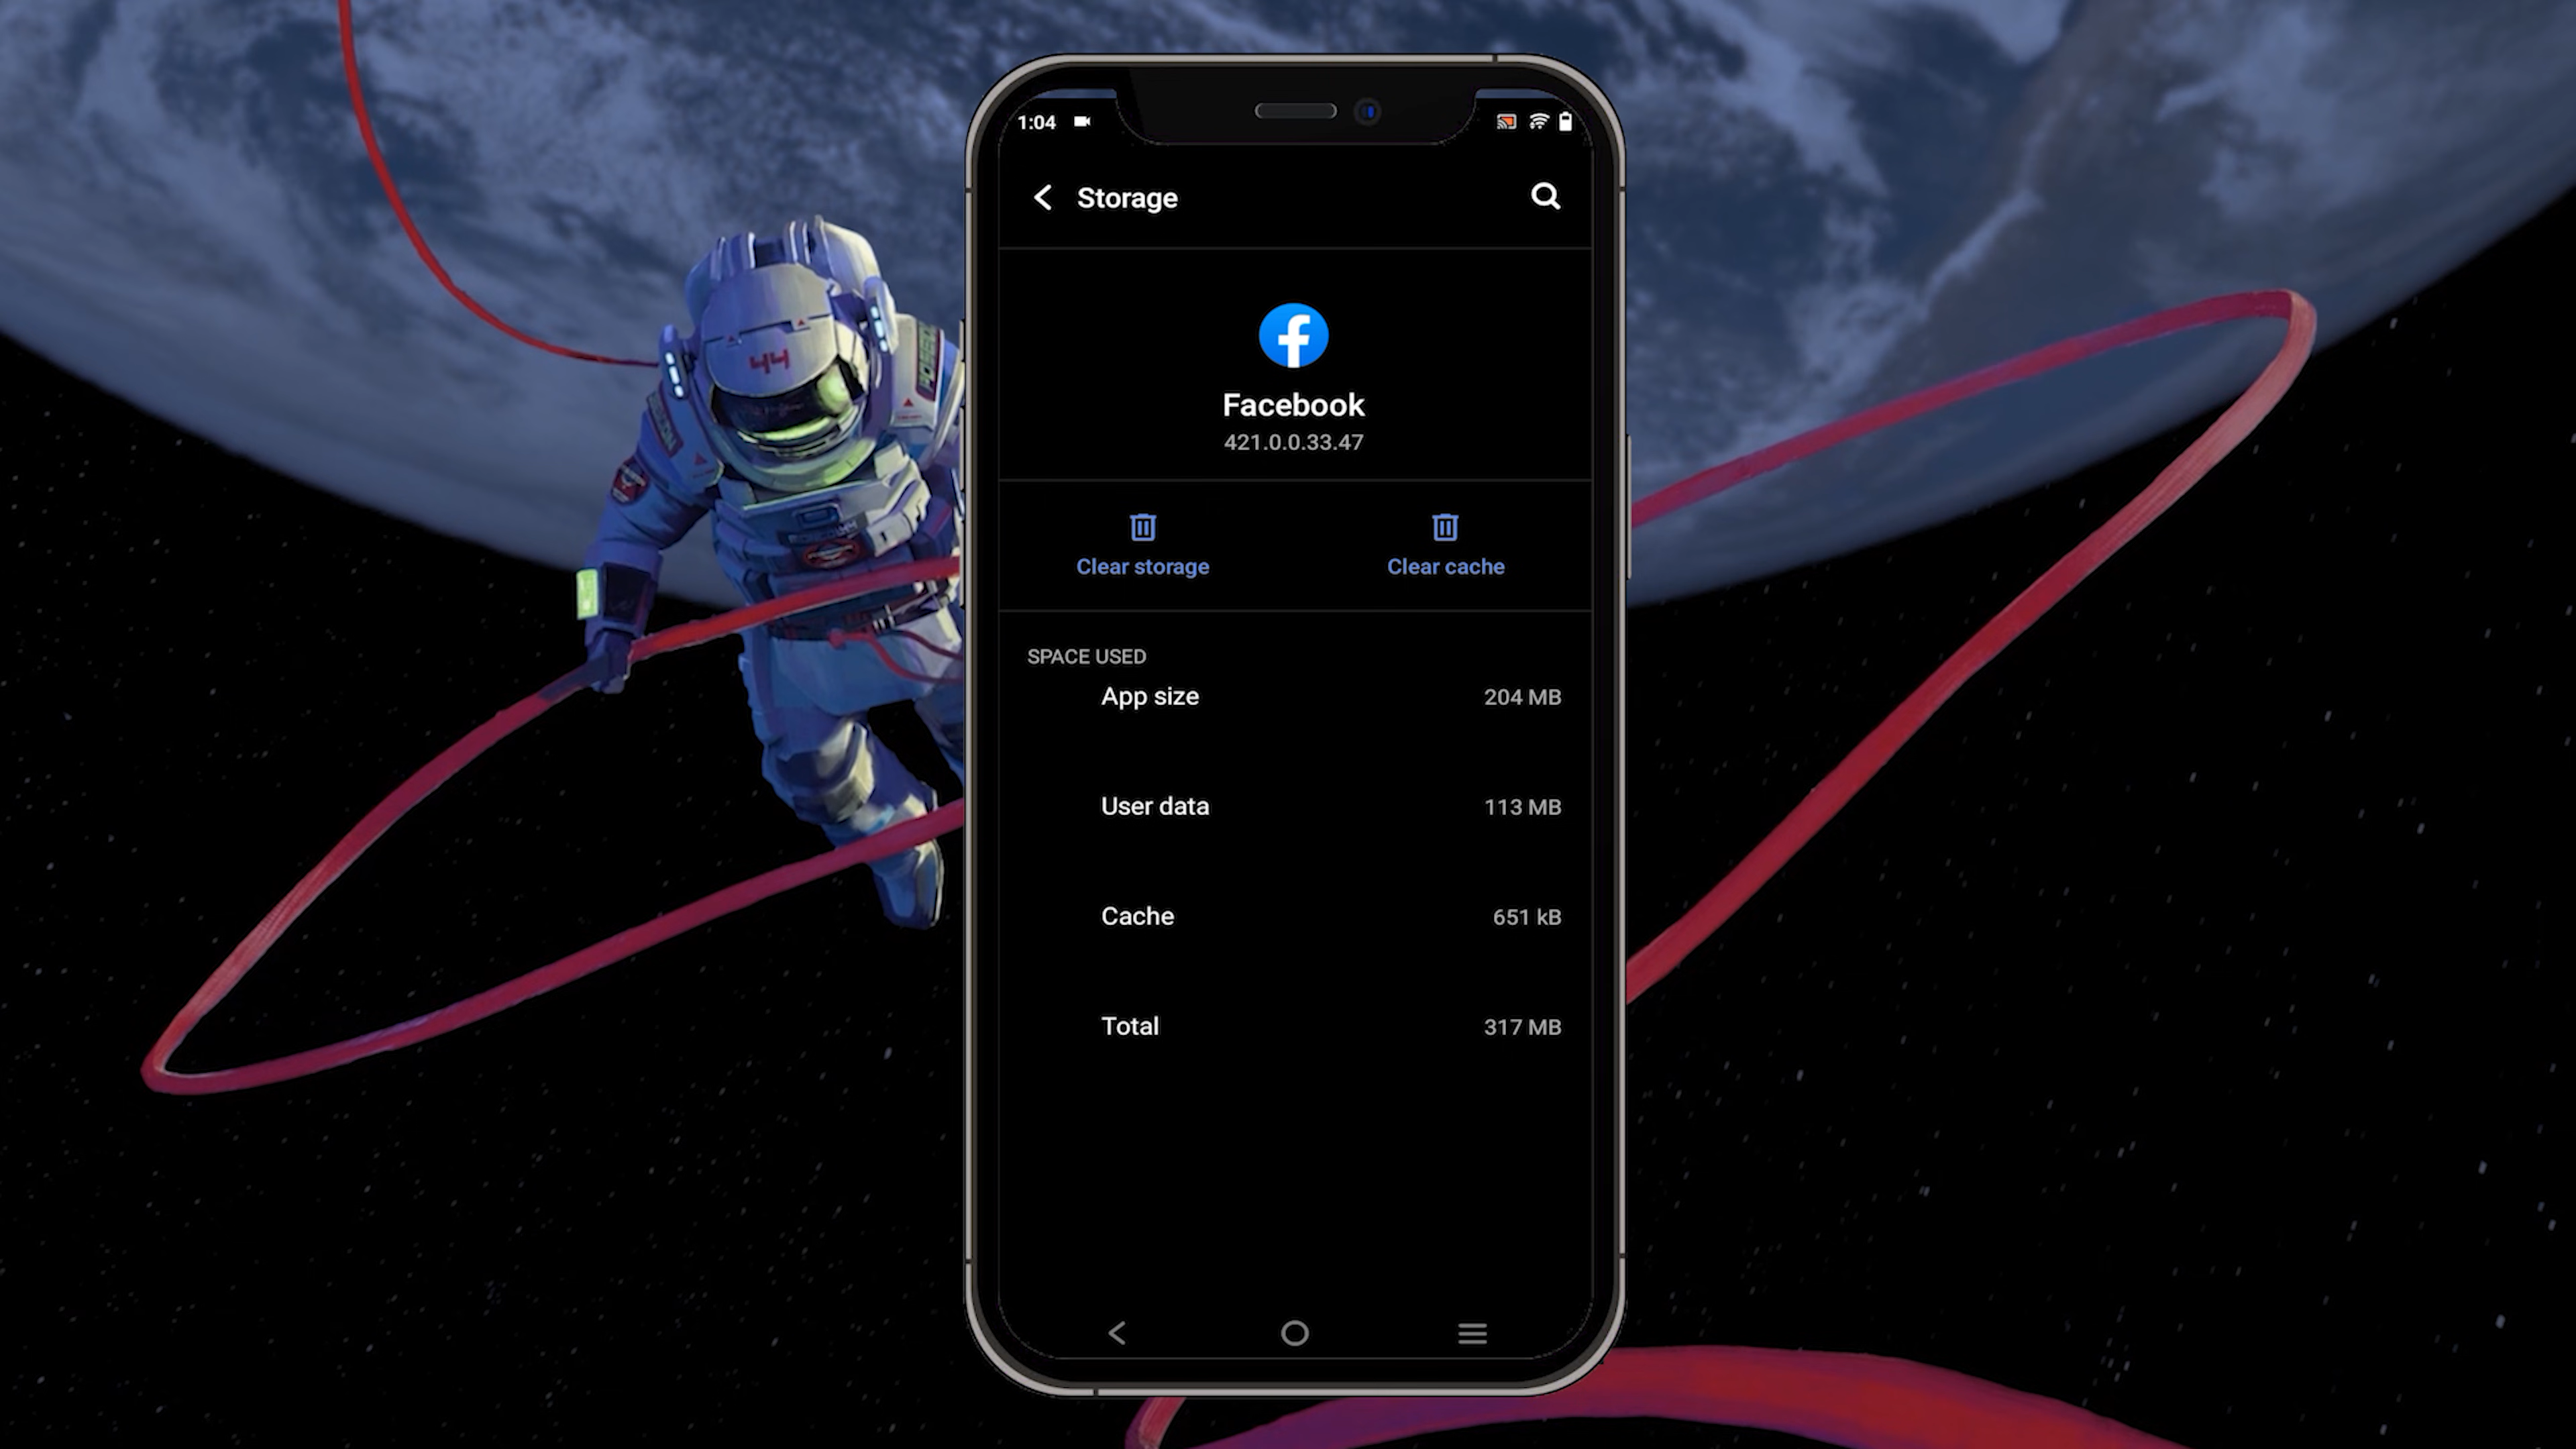 1:04
Storage
Facebook
421.0.0.33.47
Clear storage
Clear cache
SPACE USED
App size
204 MB
User data
113 MB
Cache
651 kB
Total
317 MB
44